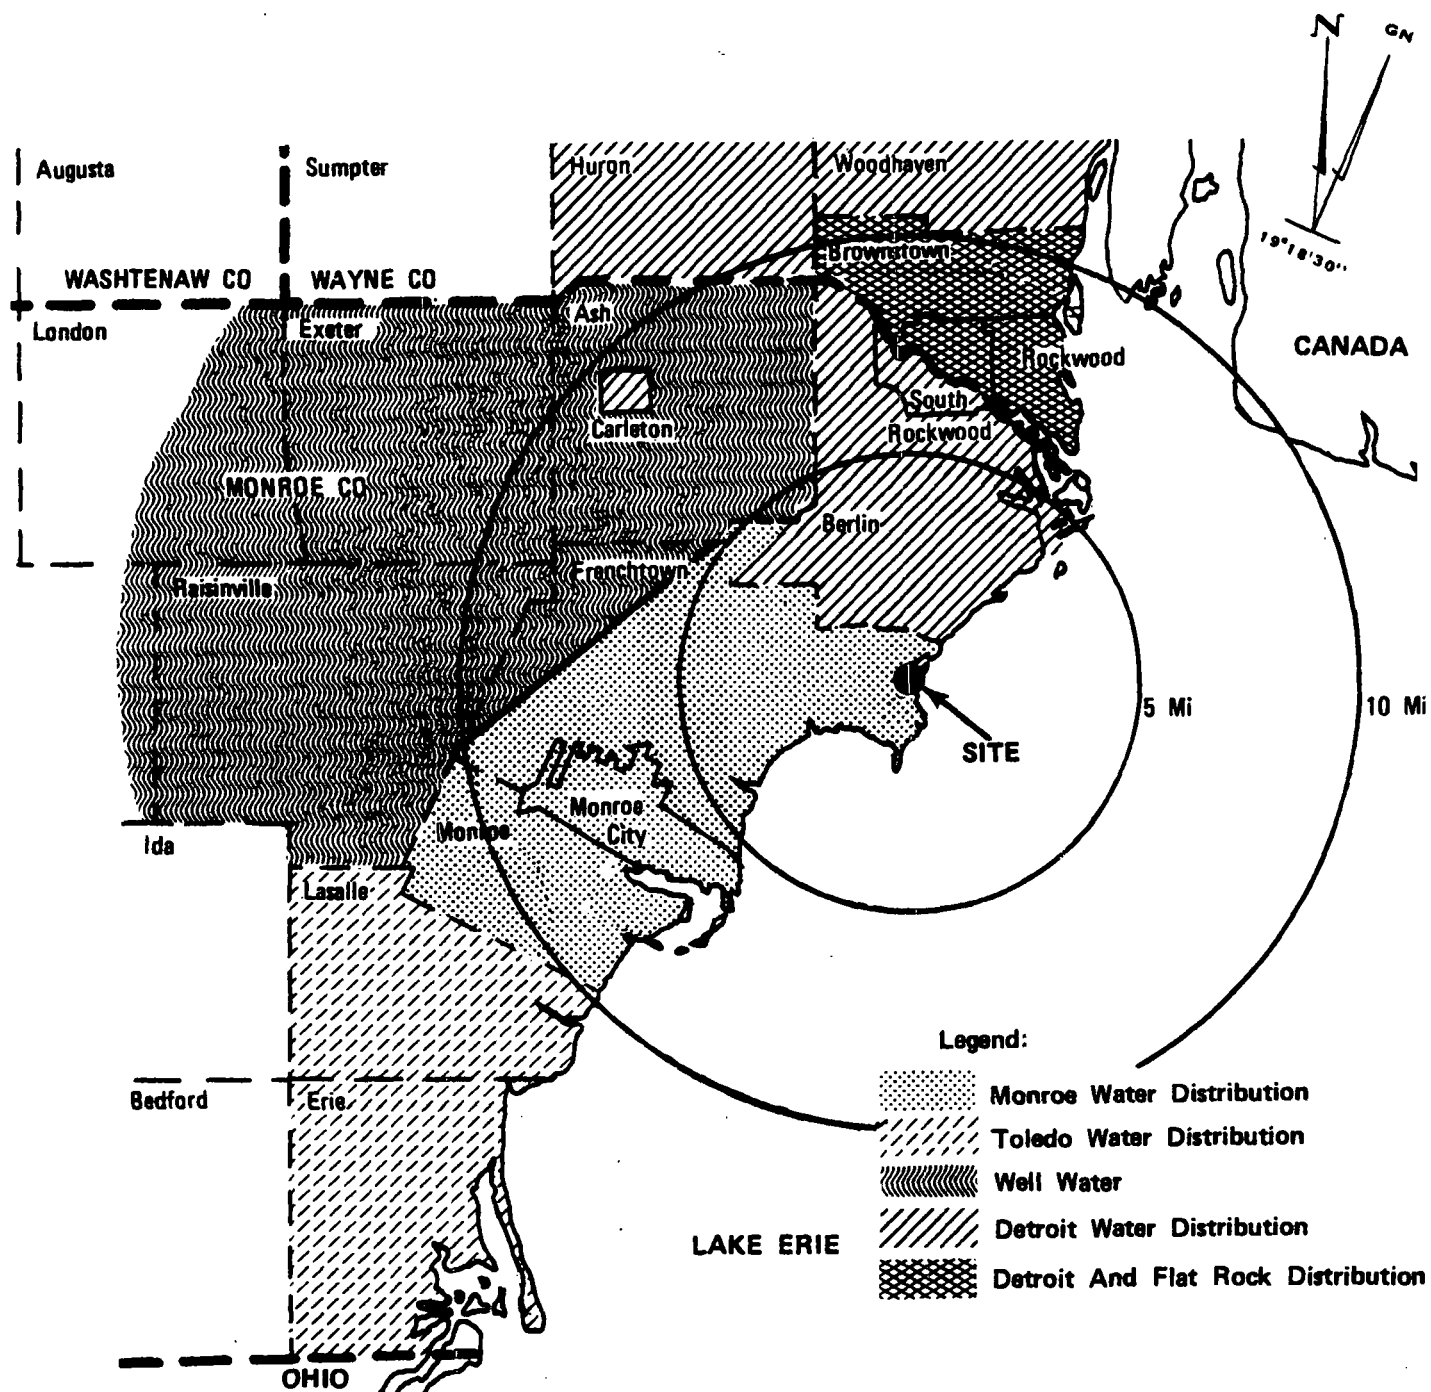 N
GN
19°18'30"
Augusta
Sumpter
Huron
Woodhaven
Brownstown
WASHTENAW CO
WAYNE CO
London
Exeter
Ash
Rockwood
CANADA
Carleton
South
Rockwood
MONROE CO
Berlin
Raisinville
Frenchtown
5 Mi
10 Mi
SITE
Monroe
City
Monroe
Ida
Lasalle
Bedford
Erie
LAKE ERIE
OHIO
Legend:
Monroe Water Distribution
Toledo Water Distribution
Well Water
Detroit Water Distribution
Detroit And Flat Rock Distribution